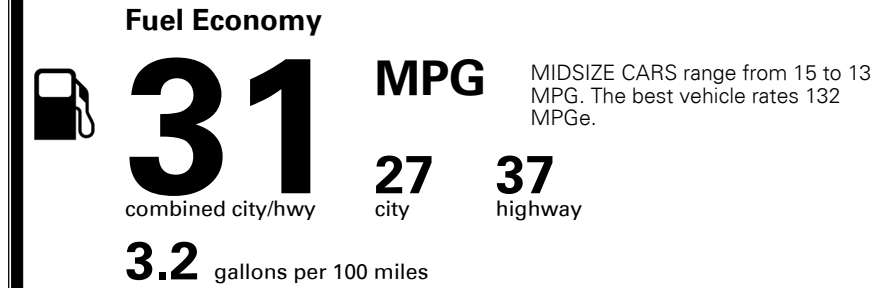 Fuel Economy
31 MPG
MIDSIZE CARS range from 15 to 13
MPG. The best vehicle rates 132
MPGe.
27 37
combined city/hwy city highway
3.2 gallons per 100 miles